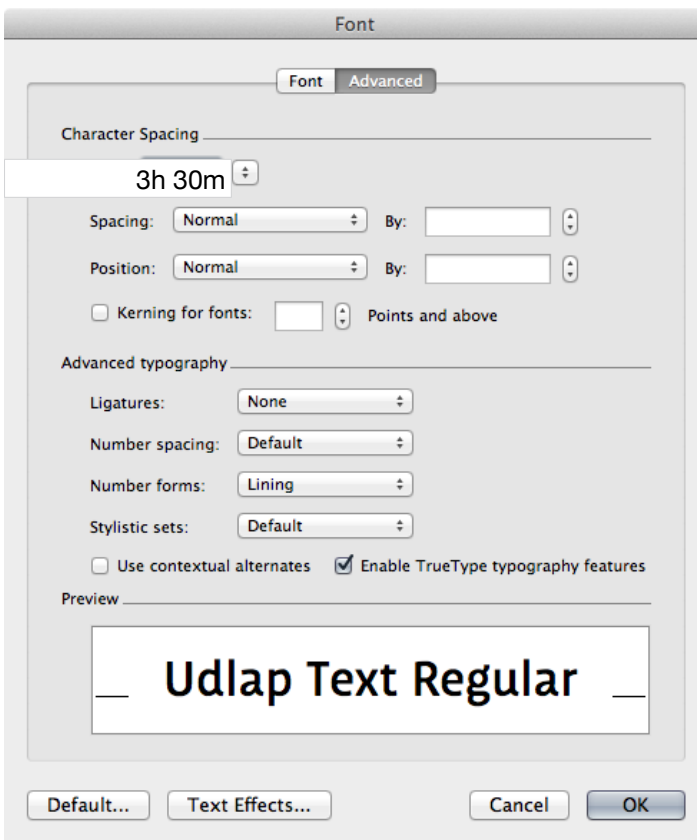 Font
Font Advanced
Character Spacing
3h 30m
Spacing: Normal By:
Position: Normal By:
Kerning for fonts: Points and above
Advanced typography
Ligatures: None
Number spacing: Default
Number forms: Lining
Stylistic sets: Default
Use contextual alternates Enable TrueType typography features
Preview
Udlap Text Regular
Default... Text Effects... Cancel OK